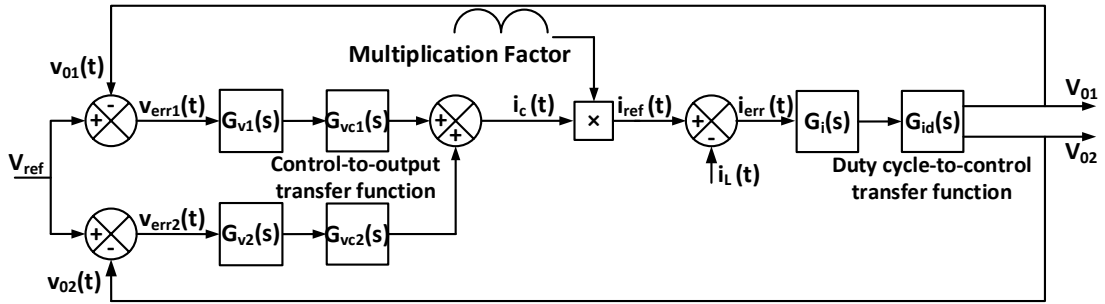 Multiplication Factor
v01(t)
-
+
verr1(t)
Gv1(s)
Gvc1(s)
+
+
ic (t)
×
iref (t)
+
-
ierr (t)
Gi(s)
Gid(s)
V01
V02
Vref
Control-to-output
transfer function
iL (t)
Duty cycle-to-control
transfer function
+
-
verr2(t)
Gv2(s)
Gvc2(s)
v02(t)